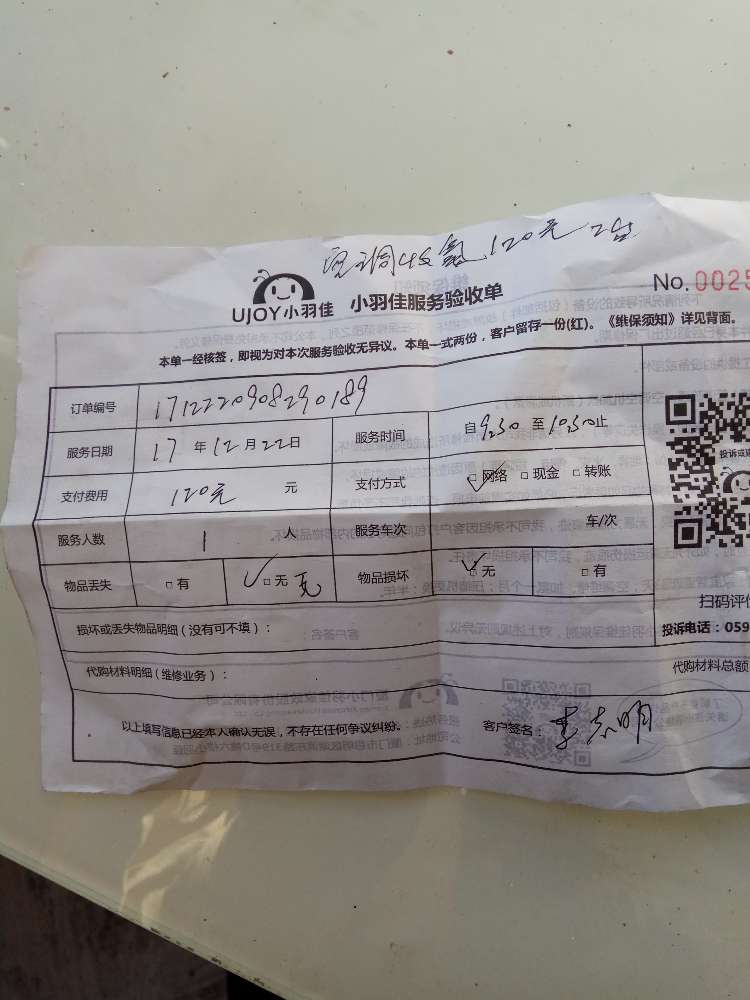 空调收氟120元 2台
UJOY小羽佳 小羽佳服务验收单 No.0025
本单一经核签，即视为对本次服务验收无异议。本单一式两份，客户留存一份(红)。《维保须知》详见背面。
订单编号 1712220908290189
服务日期 17 年 12 月 22 日 服务时间 自 9:30 至 10:30 止
支付费用 120元 元 支付方式 □网络 □现金 □转账
服务人数 1 人 服务车次 车/次
物品丢失 □有 □无 无 物品损坏 □无 □有
投诉或
扫码评
损坏或丢失物品明细（没有可不填）： 投诉电话：059
代购材料明细（维修业务）： 代购材料总额
以上填写信息已经本人确认无误，不存在任何争议纠纷。 客户签名： 李志明